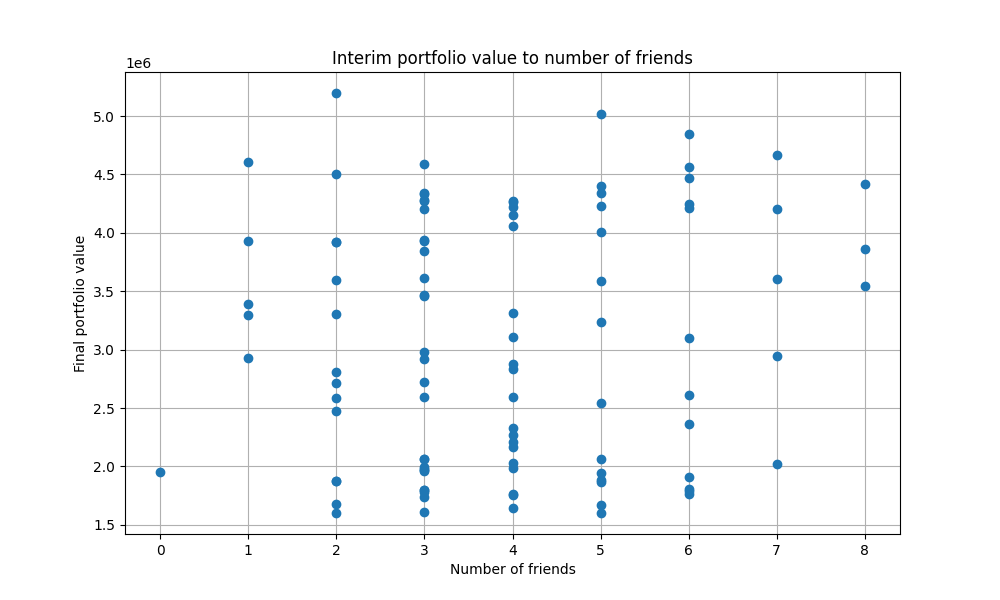 Interim portfolio value to number of friends
1e6
5.0
4.5
4.0
3.5
3.0
2.5
2.0
1.5
Final portfolio value
0 1 2 3 4 5 6 7 8
Number of friends